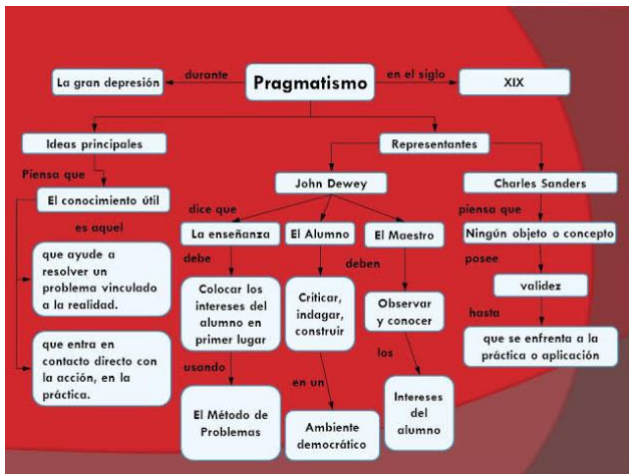 durante
Pragmatismo
en el siglo
La gran depresión
XIX
Ideas principales
Representantes
Piensa que
John Dewey
Charles Sanders
El conocimiento útil
dice que
piensa que
es aquel
La enseñanza
El Alumno
El Maestro
Ningún objeto o concepto
que ayude a
resolver un
problema vinculado
a la realidad.
debe
deben
posee
Colocar los
intereses del
alumno en
primer lugar
Criticar,
indagar,
construir
Observar
y conocer
validez
hasta
que entra en
contacto directo con
la acción, en la
práctica.
usando
en un
los
que se enfrenta a la
práctica o aplicación
El Método de
Problemas
Ambiente
democrático
Intereses
del
alumno